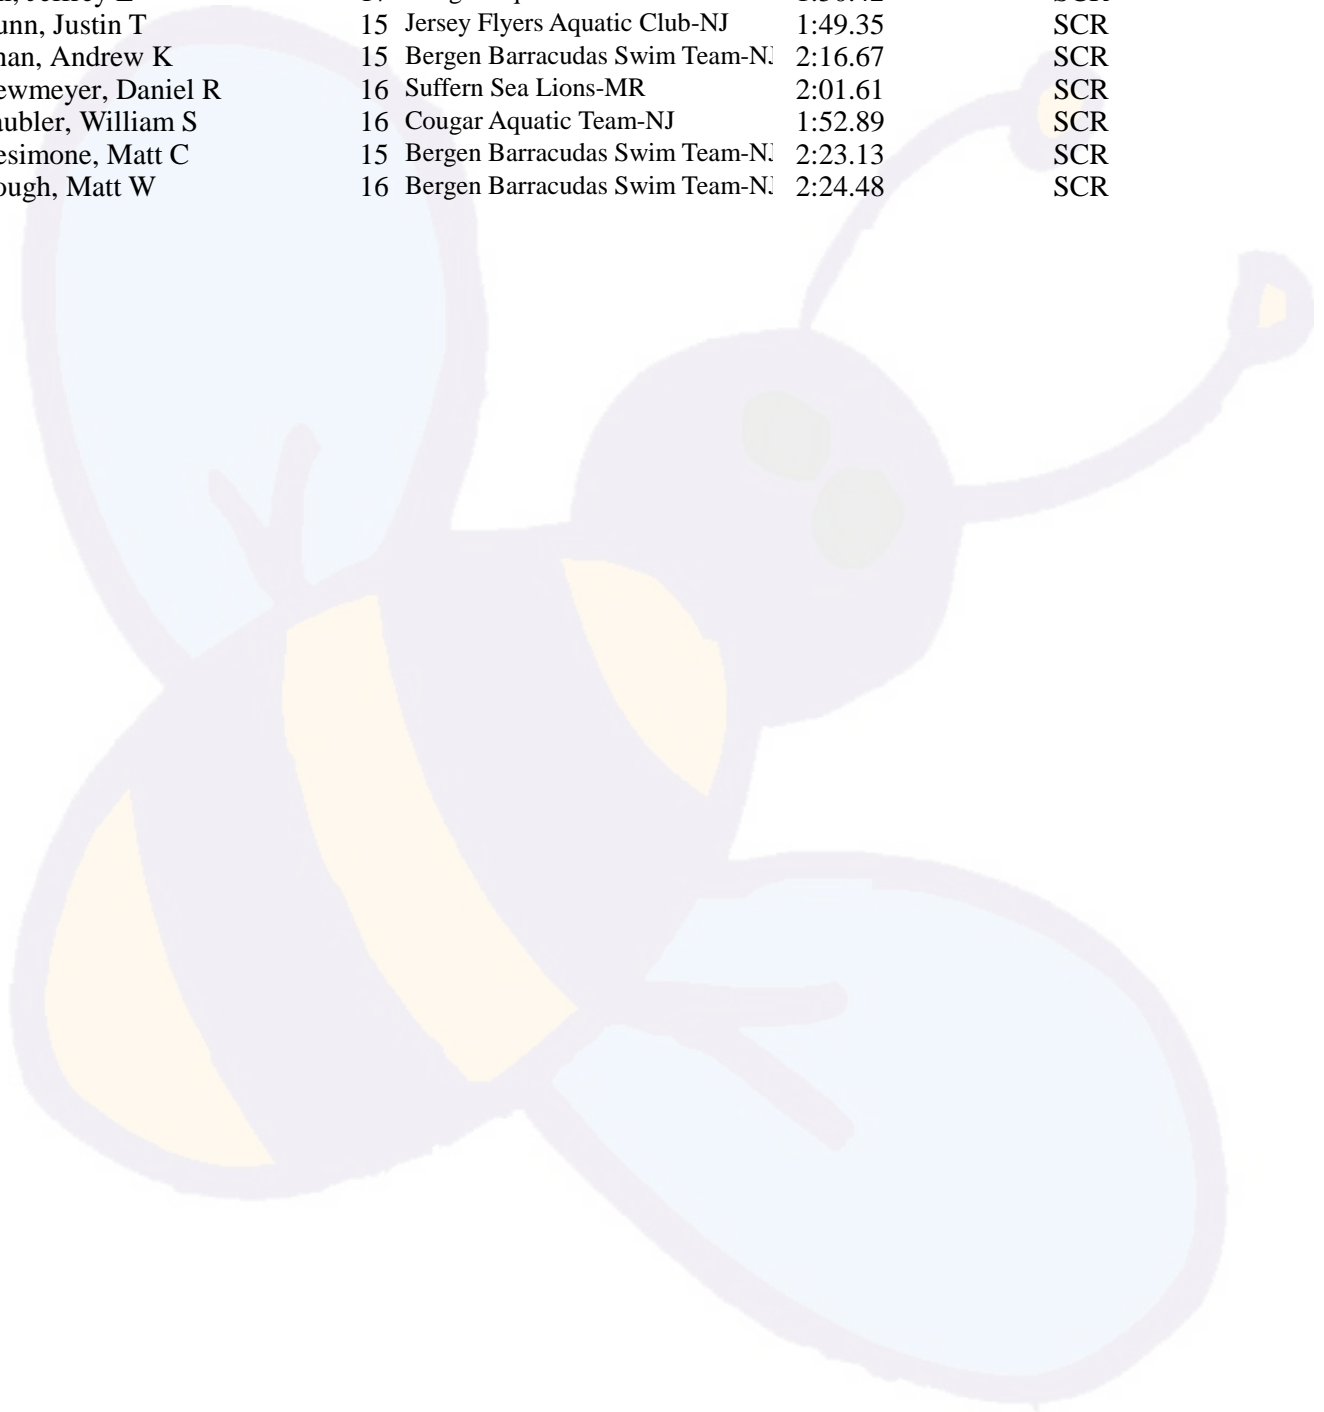 unn, Justin T 15 Jersey Flyers Aquatic Club-NJ 1:49.35 SCR
nan, Andrew K 15 Bergen Barracudas Swim Team-NJ 2:16.67 SCR
ewmeyer, Daniel R 16 Suffern Sea Lions-MR 2:01.61 SCR
aubler, William S 16 Cougar Aquatic Team-NJ 1:52.89 SCR
esimone, Matt C 15 Bergen Barracudas Swim Team-NJ 2:23.13 SCR
ough, Matt W 16 Bergen Barracudas Swim Team-NJ 2:24.48 SCR